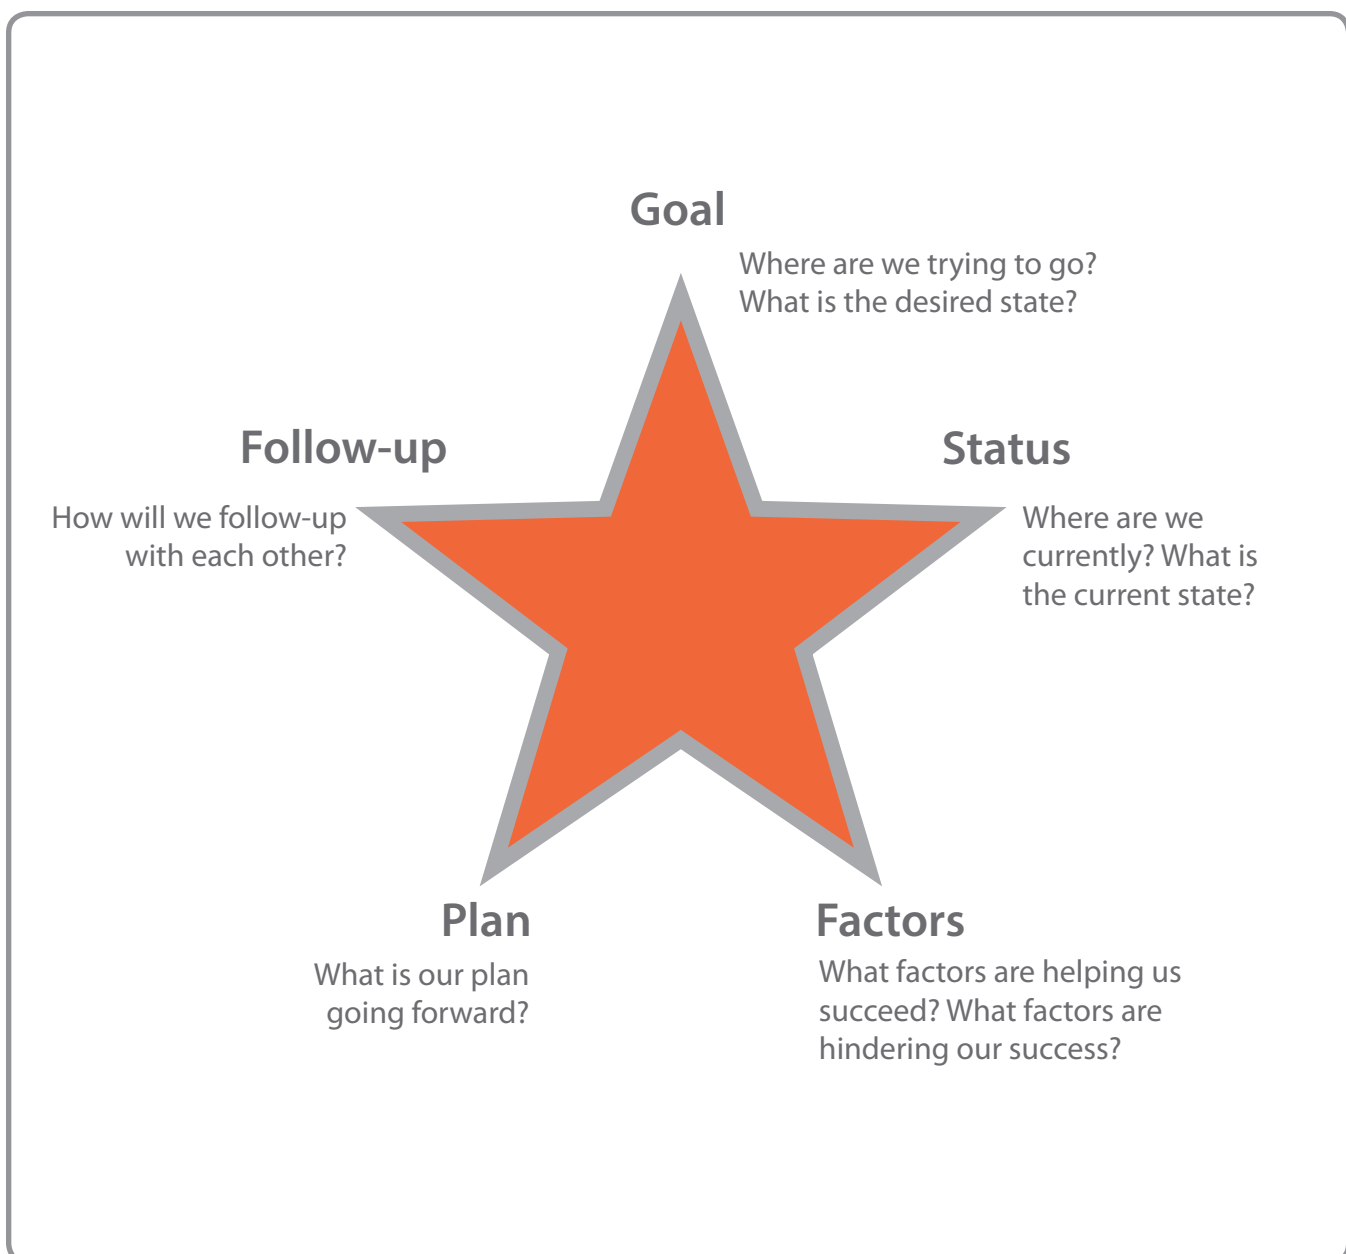 Goal
Where are we trying to go?
What is the desired state?
Status
Where are we
currently? What is
the current state?
Factors
What factors are helping us
succeed? What factors are
hindering our success?
Plan
What is our plan
going forward?
Follow-up
How will we follow-up
with each other?